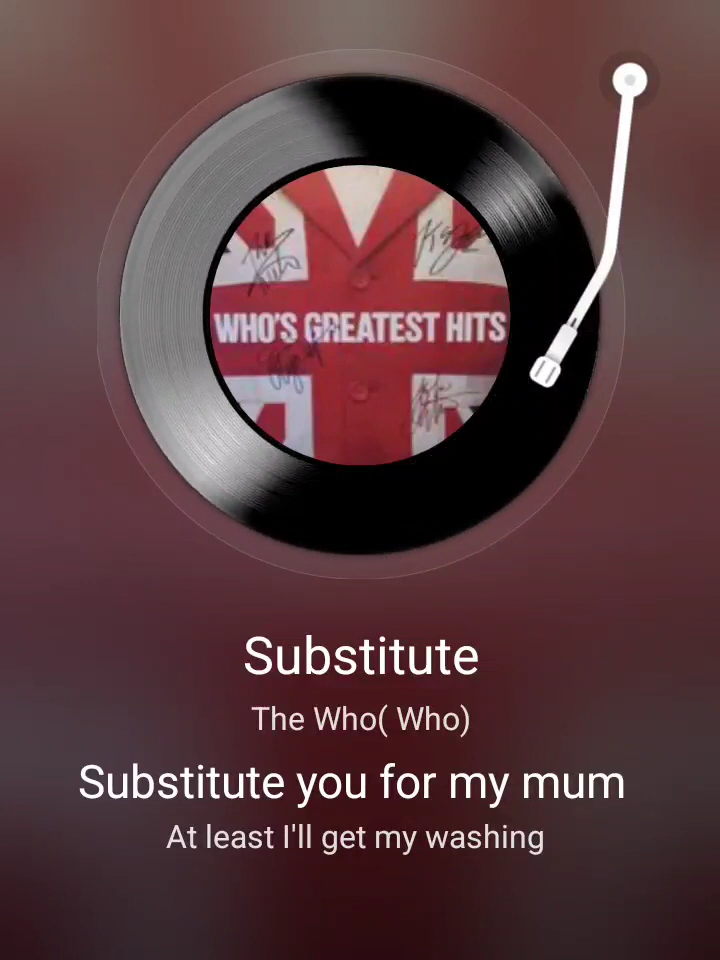 WHO'S GREATEST HITS
Substitute
The Who( Who)
Substitute you for my mum
At least I'll get my washing